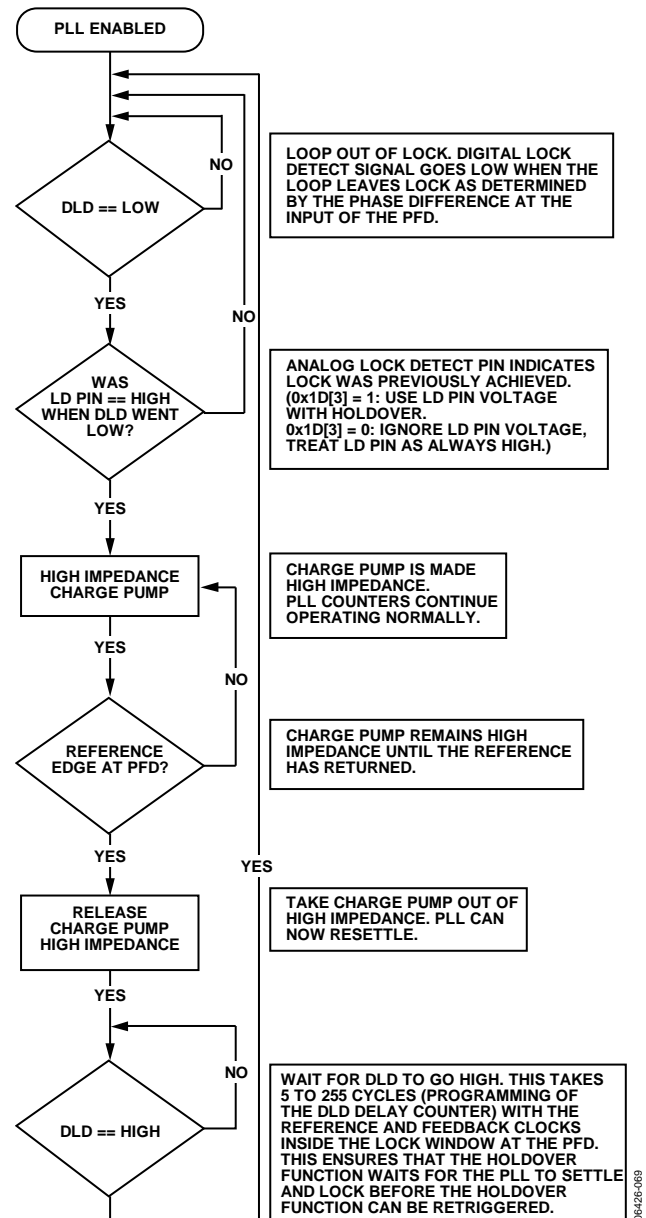 PLL ENABLED
NO
DLD == LOW
LOOP OUT OF LOCK. DIGITAL LOCK
DETECT SIGNAL GOES LOW WHEN THE
LOOP LEAVES LOCK AS DETERMINED
BY THE PHASE DIFFERENCE AT THE
INPUT OF THE PFD.
YES
NO
WAS
LD PIN == HIGH
WHEN DLD WENT
LOW?
ANALOG LOCK DETECT PIN INDICATES
LOCK WAS PREVIOUSLY ACHIEVED.
(0x1D[3] = 1: USE LD PIN VOLTAGE
WITH HOLDOVER.
0x1D[3] = 0: IGNORE LD PIN VOLTAGE,
TREAT LD PIN AS ALWAYS HIGH.)
YES
HIGH IMPEDANCE
CHARGE PUMP
CHARGE PUMP IS MADE
HIGH IMPEDANCE.
PLL COUNTERS CONTINUE
OPERATING NORMALLY.
YES
NO
REFERENCE
EDGE AT PFD?
CHARGE PUMP REMAINS HIGH
IMPEDANCE UNTIL THE REFERENCE
HAS RETURNED.
YES
YES
RELEASE
CHARGE PUMP
HIGH IMPEDANCE
TAKE CHARGE PUMP OUT OF
HIGH IMPEDANCE. PLL CAN
NOW RESETTLE.
YES
NO
DLD == HIGH
WAIT FOR DLD TO GO HIGH. THIS TAKES
5 TO 255 CYCLES (PROGRAMMING OF
THE DLD DELAY COUNTER) WITH THE
REFERENCE AND FEEDBACK CLOCKS
INSIDE THE LOCK WINDOW AT THE PFD.
THIS ENSURES THAT THE HOLDOVER
FUNCTION WAITS FOR THE PLL TO SETTLE
AND LOCK BEFORE THE HOLDOVER
FUNCTION CAN BE RETRIGGERED.
06426-069